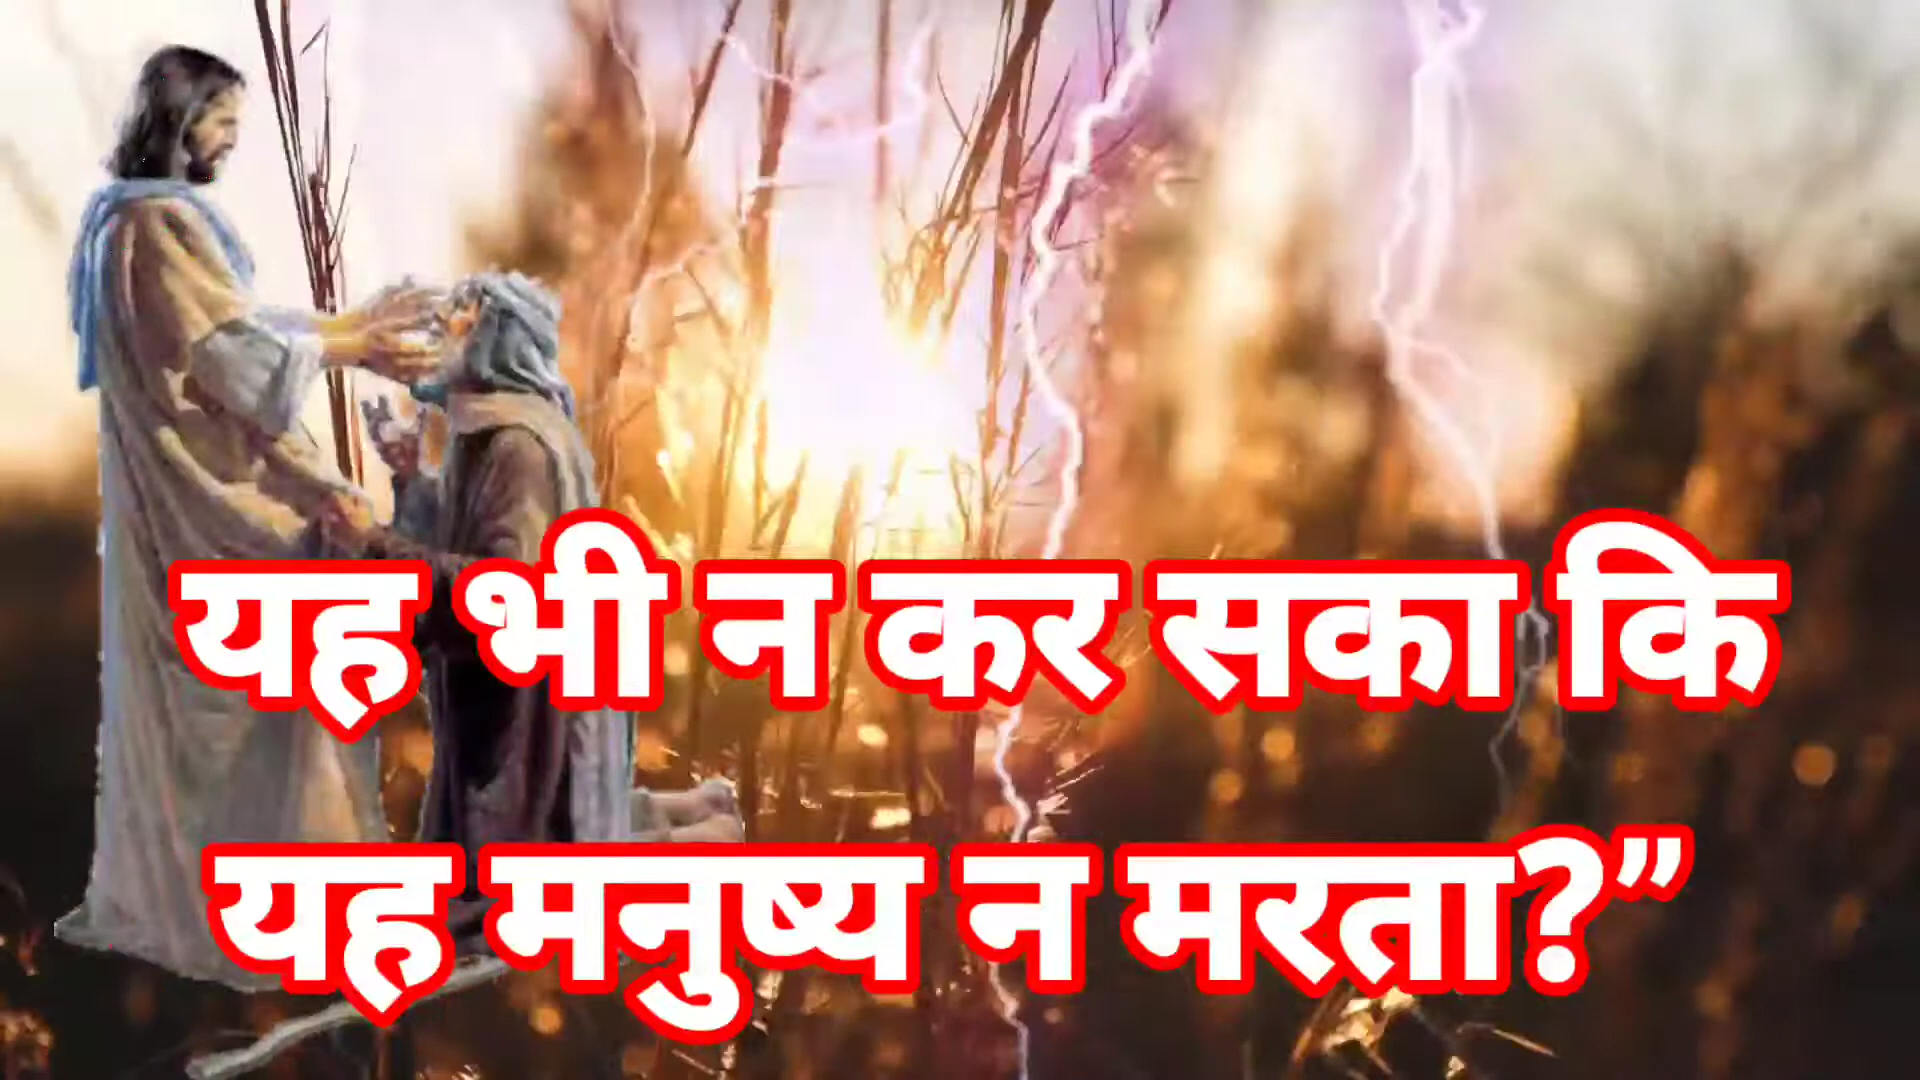 यह भी न कर सका कि
यह मनुष्य न मरता?”